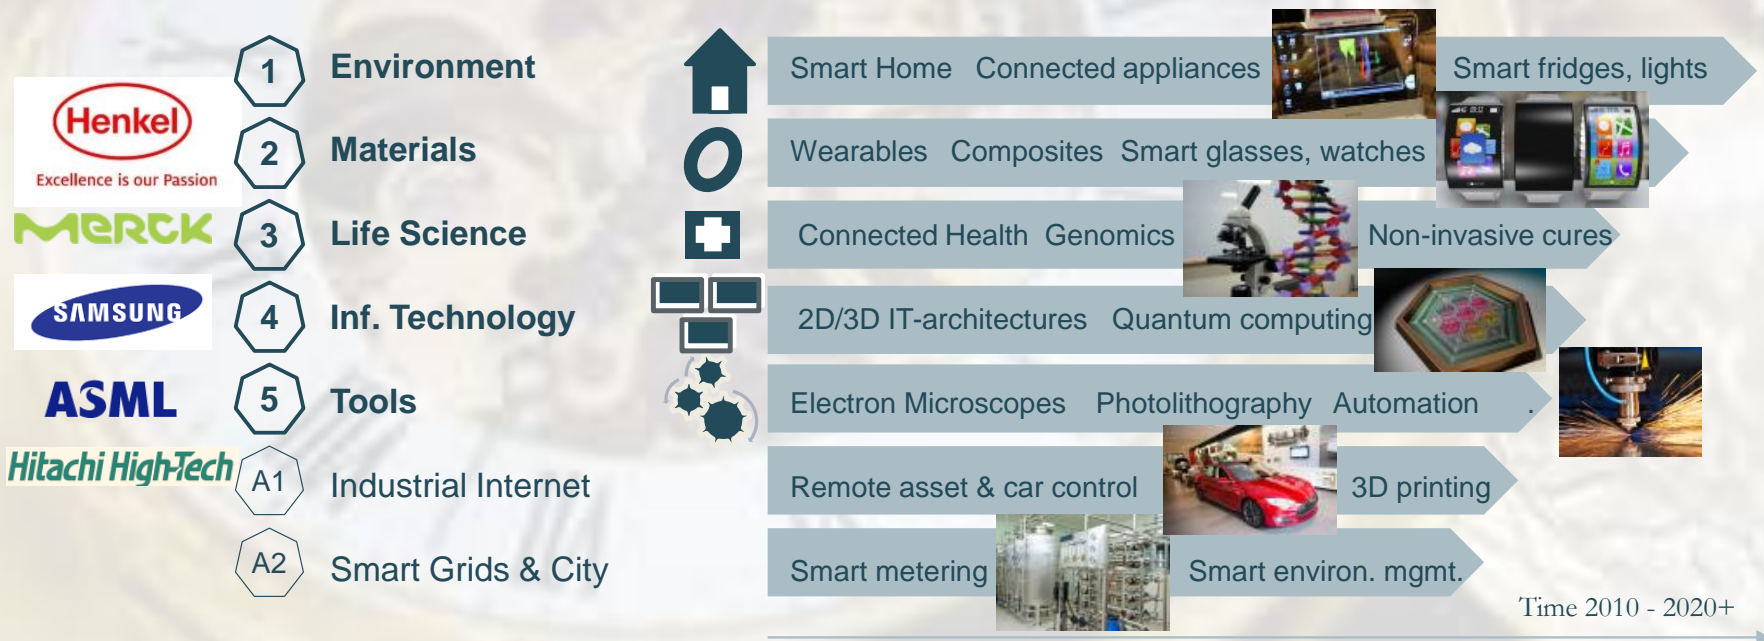 1 Environment Smart Home Connected appliances Smart fridges, lights
Henkel
Excellence is our Passion
2 Materials Wearables Composites Smart glasses, watches
MERCK
3 Life Science Connected Health Genomics Non-invasive cures
SAMSUNG
4 Inf. Technology 2D/3D IT-architectures Quantum computing
ASML
5 Tools Electron Microscopes Photolithography Automation .
Hitachi High-Tech
A1 Industrial Internet Remote asset & car control 3D printing
A2 Smart Grids & City Smart metering Smart environ. mgmt.
Time 2010 - 2020+